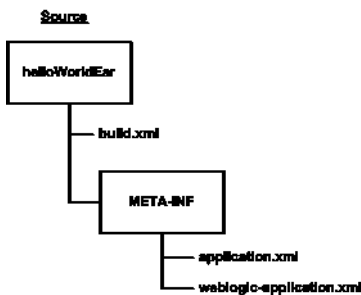 Source
helloWorldEar
build.xml
META-INF
application.xml
weblogic-application.xml